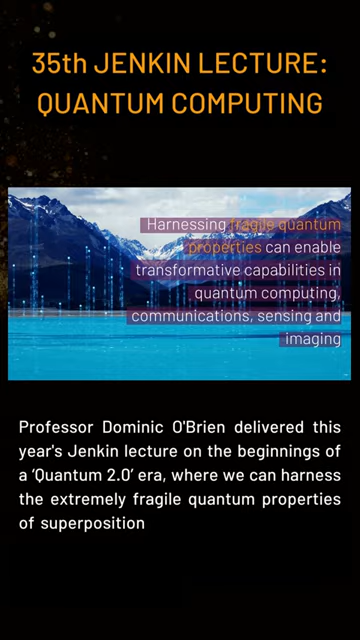 35th JENKIN LECTURE:
QUANTUM COMPUTING
Harnessing fragile quantum
properties can enable
transformative capabilities in
quantum computing,
communications, sensing and
imaging
Professor Dominic O'Brien delivered this
year's Jenkin lecture on the beginnings of
a ‘Quantum 2.0’ era, where we can harness
the extremely fragile quantum properties
of superposition